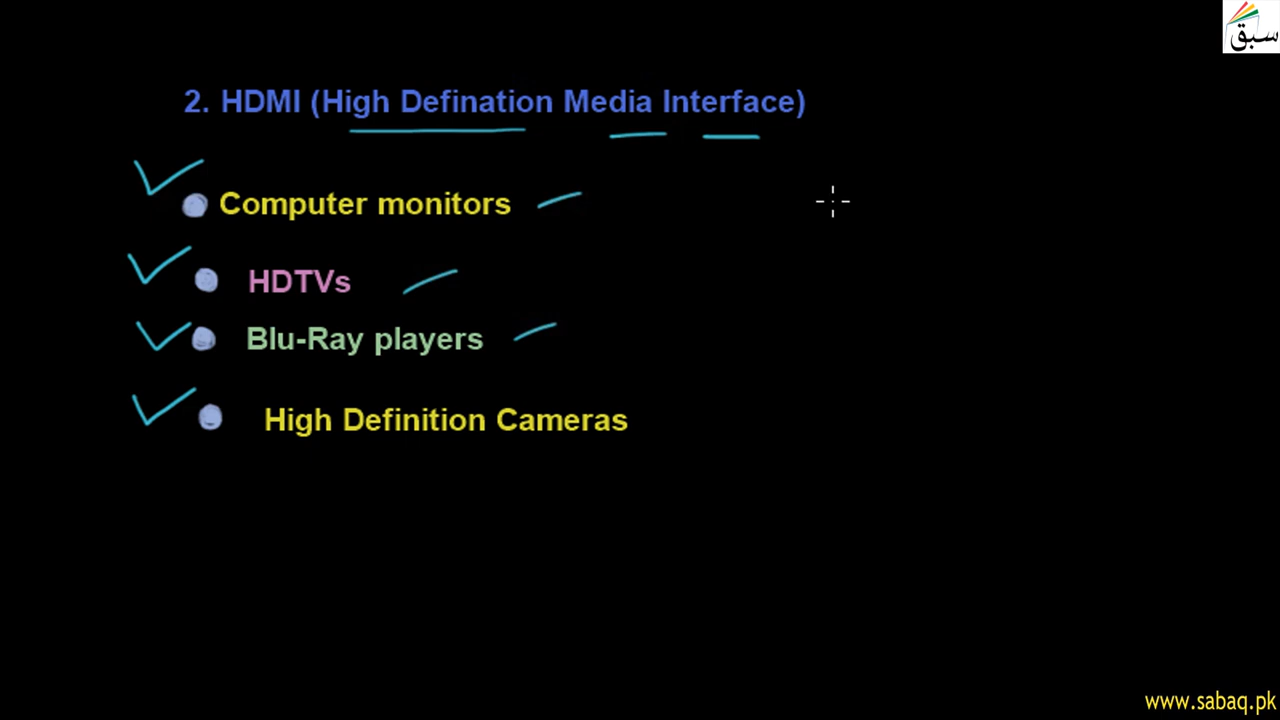 سبق
2. HDMI (High Defination Media Interface)
Computer monitors
HDTVs
Blu-Ray players
High Definition Cameras
www.sabaq.pk